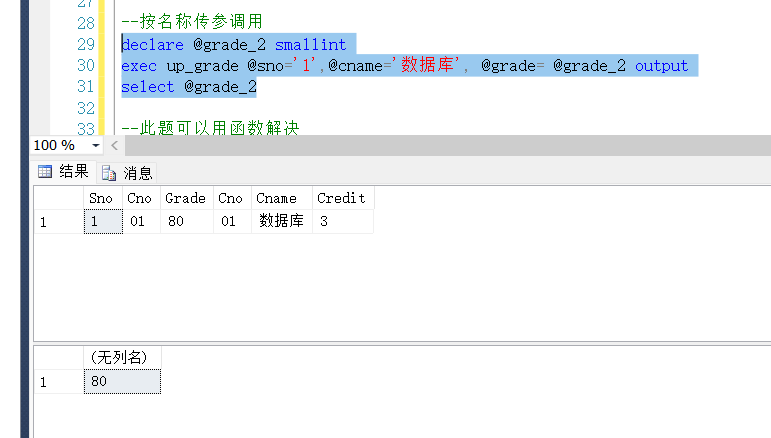 27
28 --按名称传参调用
29 declare @grade_2 smallint
30 exec up_grade @sno='1',@cname='数据库', @grade= @grade_2 output
31 select @grade_2
32
33 --此题可以用函数解决
100 %
结果 消息
Sno Cno Grade Cno Cname Credit
1 1 01 80 01 数据库 3
(无列名)
1 80